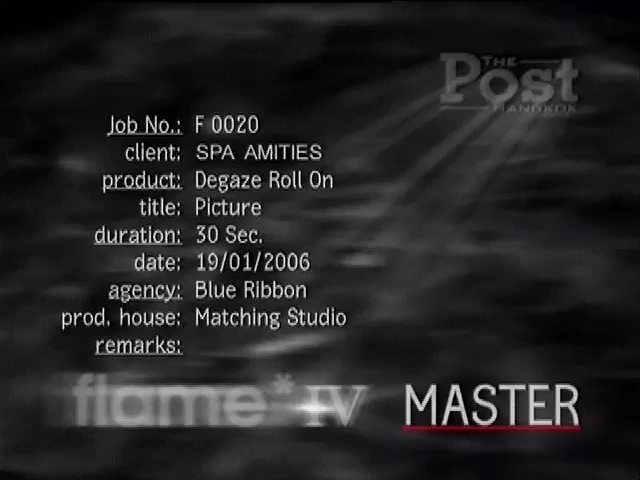 THE
Post
BANGKOK
Job No.: F 0020
client: SPA AMITIES
product: Degaze Roll On
title: Picture
duration: 30 Sec.
date: 19/01/2006
agency: Blue Ribbon
prod. house: Matching Studio
remarks:
flame* IV MASTER